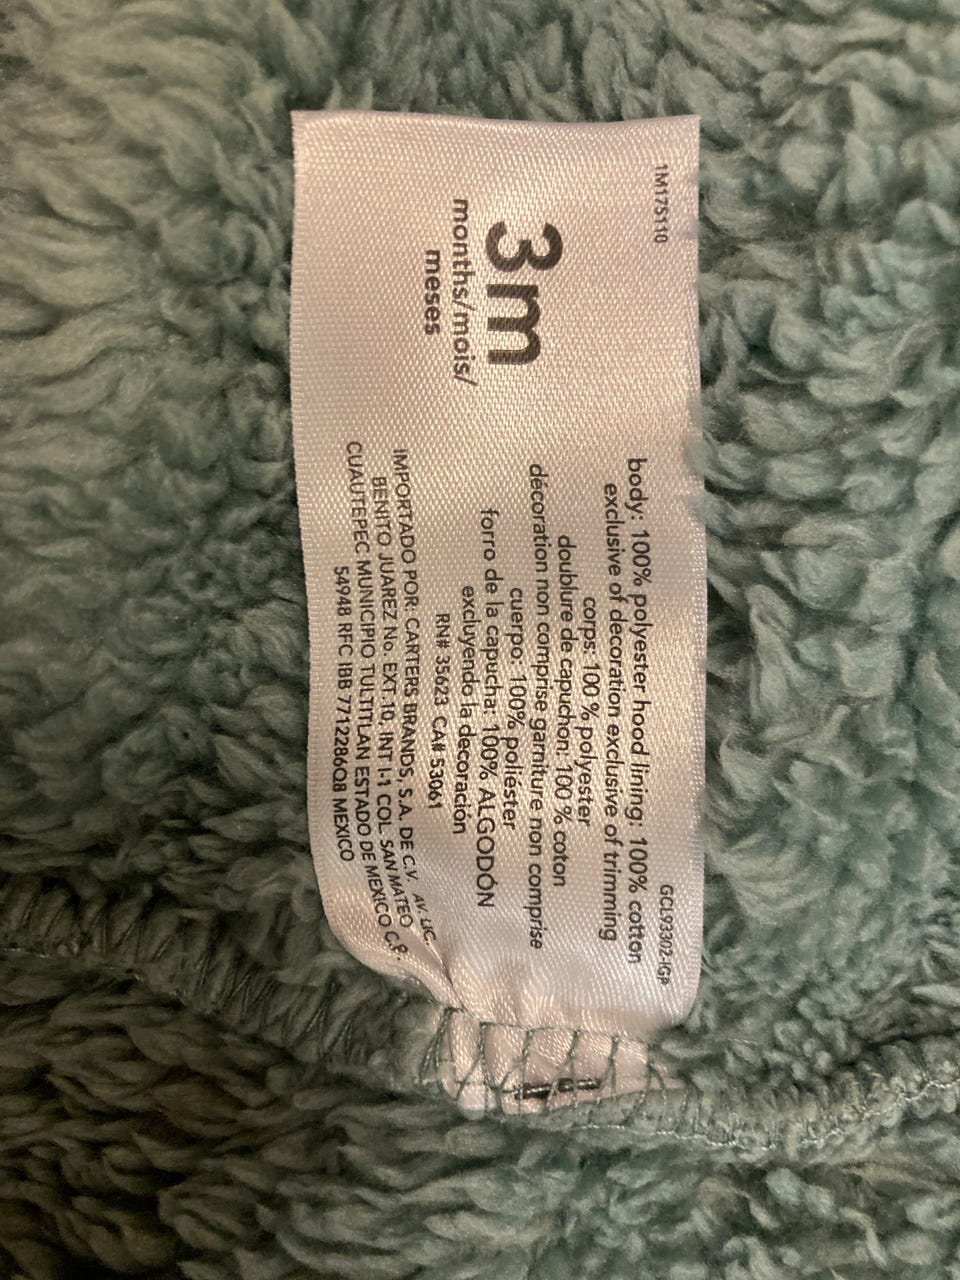 1M175110
GCL93302-IGP
3m
months/mois/
meses
body: 100% polyester hood lining: 100% cotton
exclusive of decoration exclusive of trimming
corps: 100 % polyester
doublure de capuchon: 100 % coton
décoration non comprise garniture non comprise
cuerpo: 100% poliéster
forro de la capucha: 100% ALGODÓN
excluyendo la decoración
RN# 35623 CA# 53061
IMPORTADO POR: CARTERS BRANDS, S.A. DE C.V. AV. LIC.
BENITO JUAREZ No. EXT.10, INT I-1 COL SAN MATEO
CUAUTEPEC MUNICIPIO TULTITLAN ESTADO DE MEXICO C.P.
54948 RFC IBB 7712286Q8 MEXICO